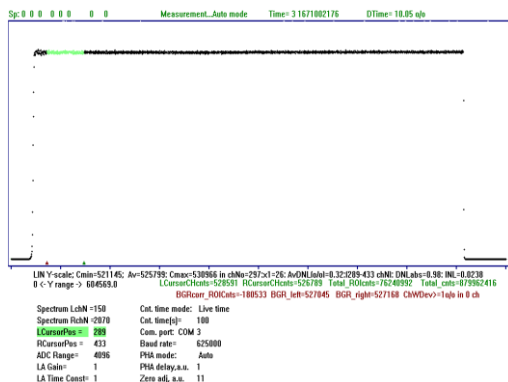 Sp: 0 0 0 0 0 0 0 0 Measurement...Auto mode Time= 3 1671002176 DTime= 10.05 o/o
LIN Y-scale; Cmin=521145; Av=525799; Cmax=530966 in chNo=297:x1=26: AvDNL(o/o)=0.32:(289-433 chN): DNLabs=0.98: INL=0.0238
0 <- Y range -> 604569.0 LCursorCHcnts=528591 RCursorCHcnts=526789 Total_ROIcnts=76240992 Total_cnts=879962416
BGRcorr_ROICnts=-180533 BGR_left=527045 BGR_right=527168 ChWDev>=1o/o in 0 ch
Spectrum LchN =150 Cnt. time mode: Live time
Spectrum RchN =2070 Cnt. time(s)= 100
LCursorPos = 289 Com. port: COM 3
RCursorPos = 433 Baud rate= 625000
ADC Range= 4096 PHA mode: Auto
LA Gain= 1 PHA delay,a.u. 1
LA Time Const= 1 Zero adj, a.u. 11